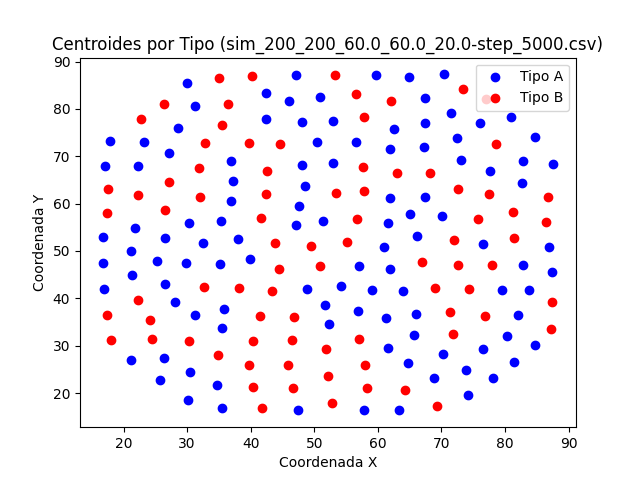 Centroides por Tipo (sim_200_200_60.0_60.0_20.0-step_5000.csv)
Tipo A
Tipo B
90
80
70
60
50
40
30
20
Coordenada Y
20 30 40 50 60 70 80 90
Coordenada X